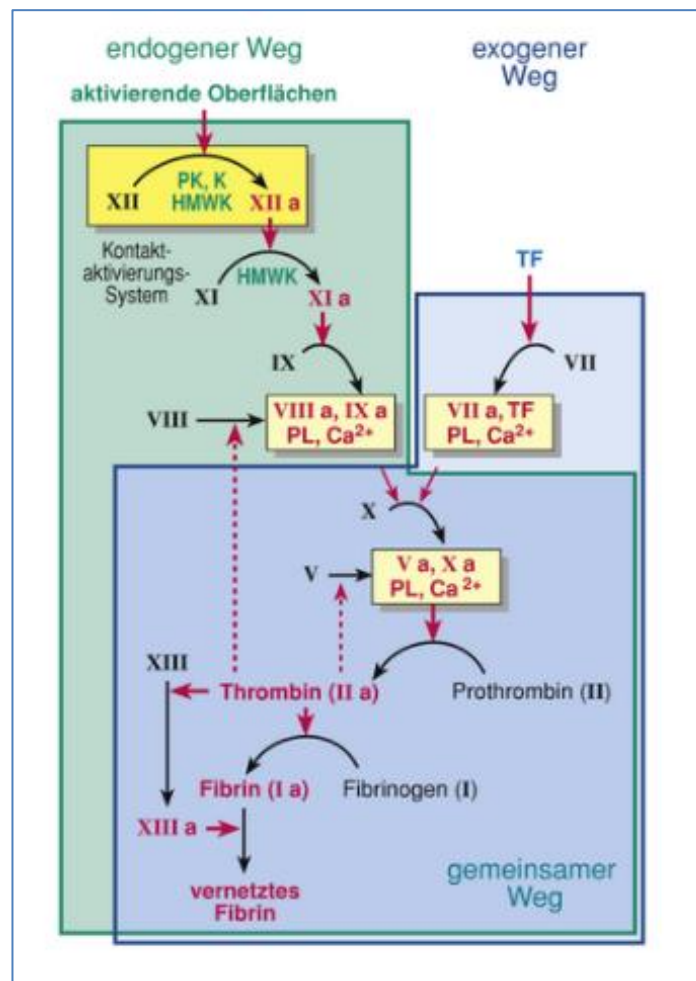 endogener Weg
exogener
Weg
aktivierende Oberflächen
PK, K
XII
HMWK
XII a
Kontakt-
aktivierungs-
System
XI
HMWK
XI a
TF
IX
VII
VIII
VIII a, IX a
PL, Ca²⁺
VII a, TF
PL, Ca²⁺
X
V
V a, X a
PL, Ca ²⁺
XIII
Thrombin (II a)
Prothrombin (II)
Fibrin (I a)
Fibrinogen (I)
XIII a
vernetztes
Fibrin
gemeinsamer
Weg